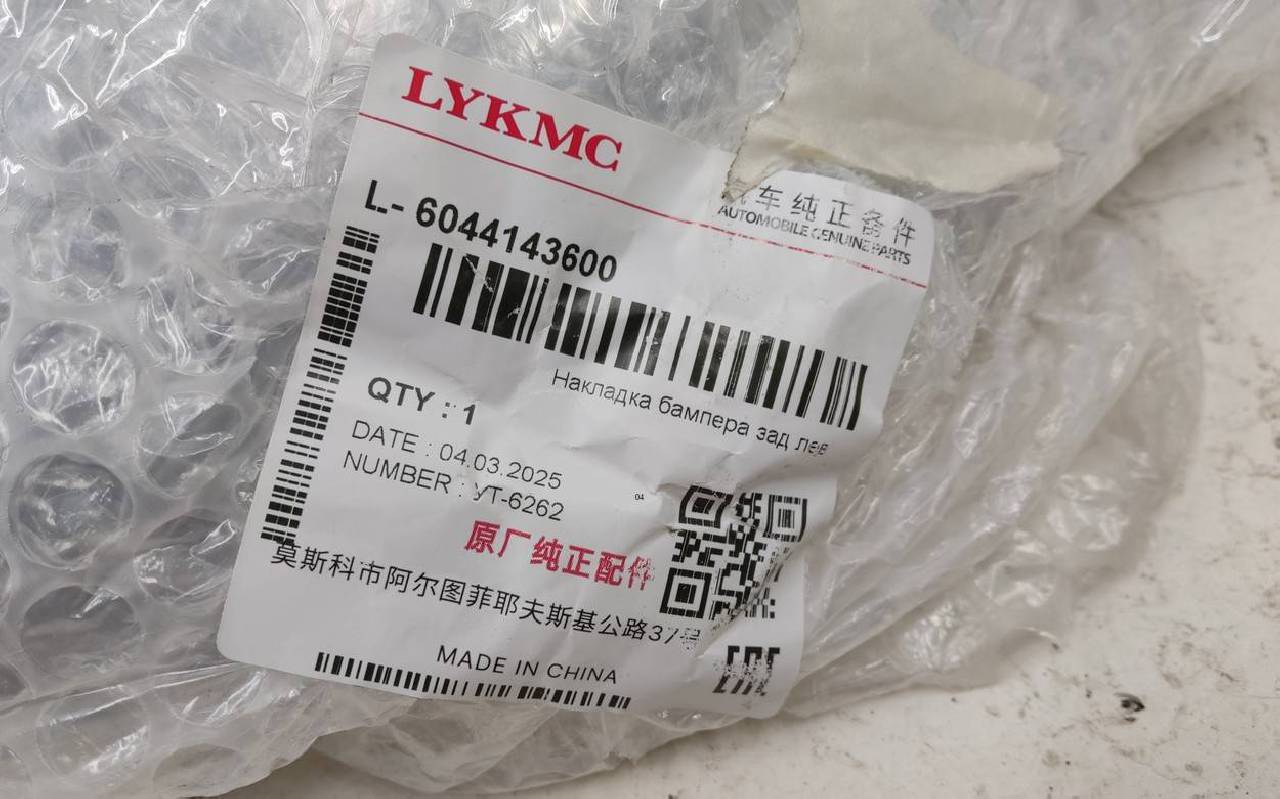 LYKMC
车纯正备件
AUTOMOBILE GENUINE PARTS
L- 6044143600
Накладка бампера зад лев
QTY : 1
DATE : 04.03.2025
NUMBER : YT-6262
04
原厂纯正配件
莫斯科市阿尔图菲耶夫斯基公路37号
MADE IN CHINA
EAC